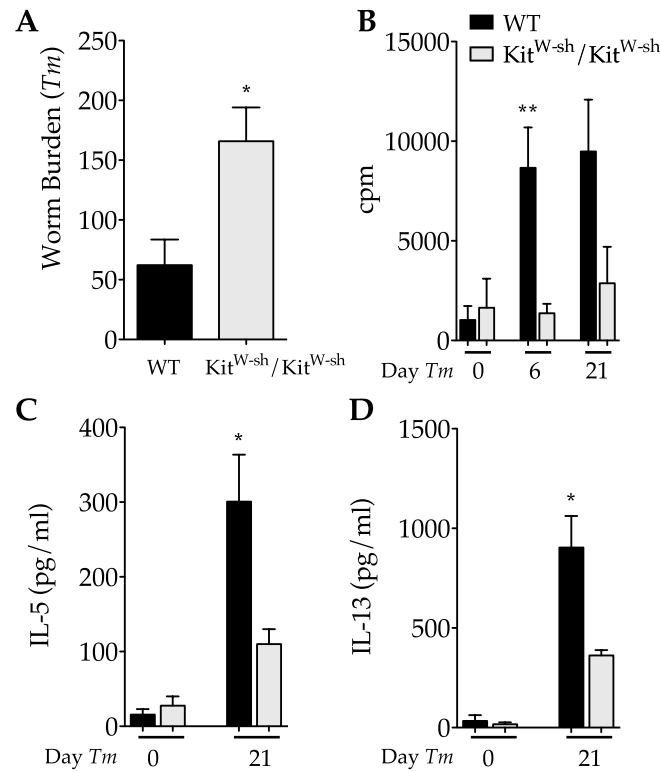 A
Worm Burden (Tm)
250
200
150
100
50
0
*
WT
Kit^W-sh/Kit^W-sh
B
WT
Kit^W-sh/Kit^W-sh
cpm
15000
10000
5000
0
**
Day Tm
0
6
21
C
IL-5 (pg/ml)
400
300
200
100
0
*
Day Tm
0
21
D
IL-13 (pg/ml)
1500
1000
500
0
*
Day Tm
0
21